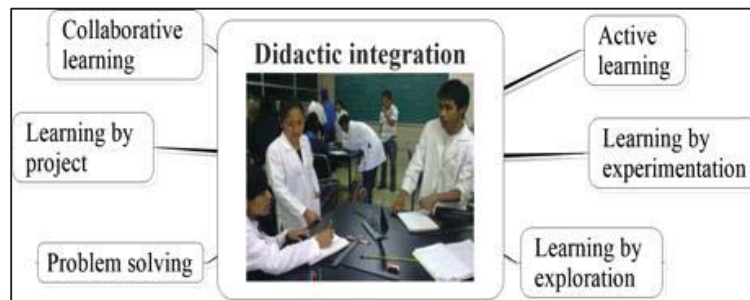 Collaborative
learning
Didactic integration
Active
learning
Learning by
project
Learning by
experimentation
Problem solving
Learning by
exploration